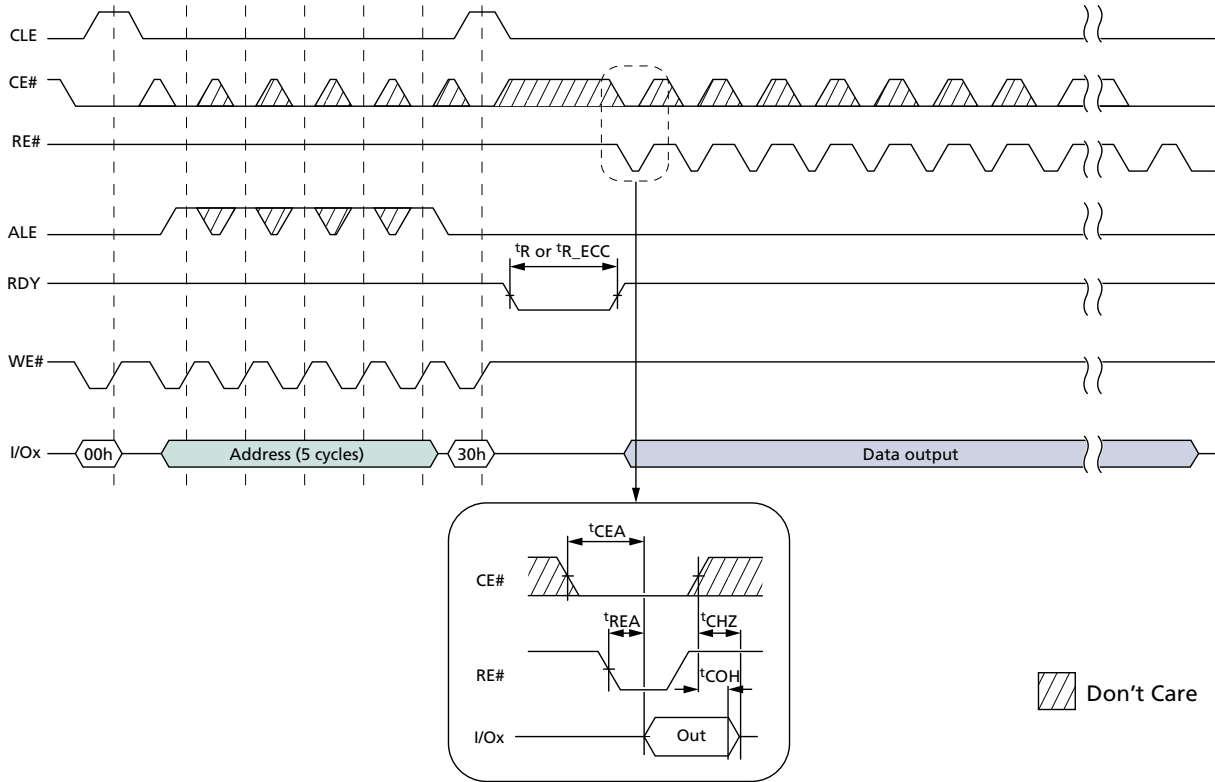 CLE
CE#
RE#
ALE
tR or tR_ECC
RDY
WE#
I/Ox 00h Address (5 cycles) 30h Data output
tCEA
CE#
tREA tCHZ
RE# tCOH
I/Ox Out
Don't Care